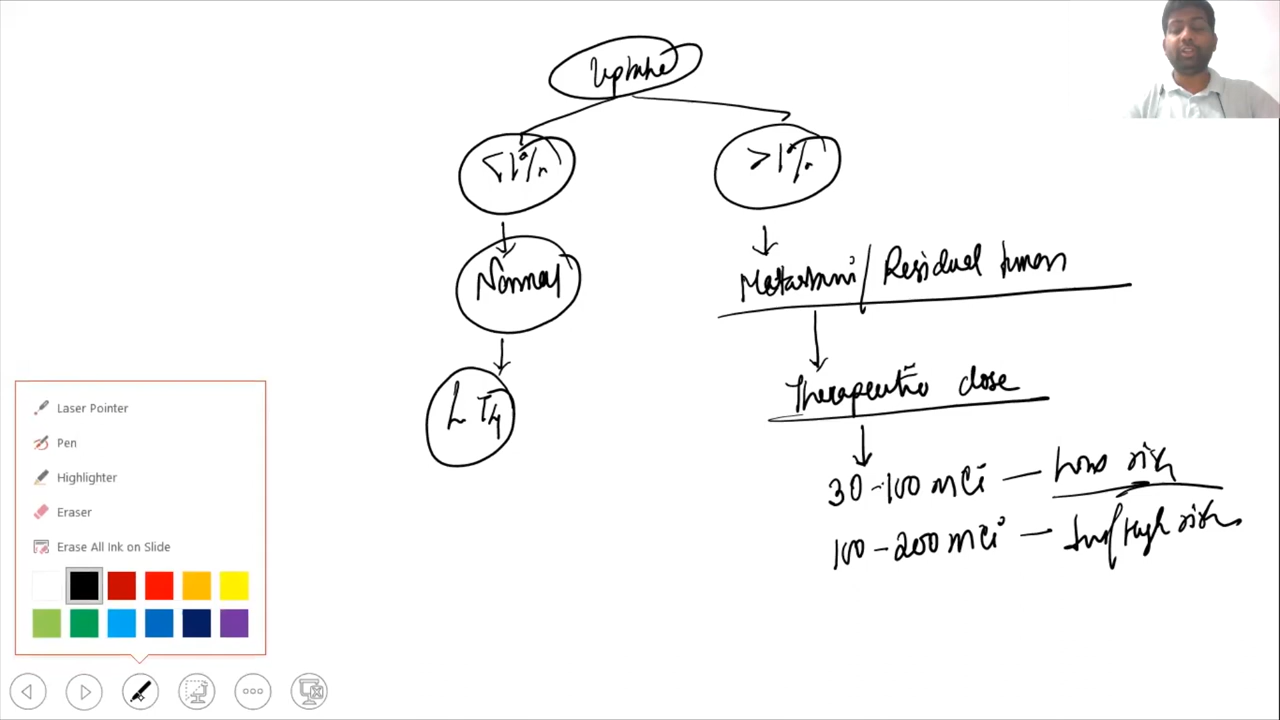 Uptake
<1%
>1%
Normal
Metastasis/Residual tumor
L T4
Therapeutic dose
30-100 mCi — Low risk
100-200 mCi — Int/High risk
Laser Pointer
Pen
Highlighter
Eraser
Erase All Ink on Slide